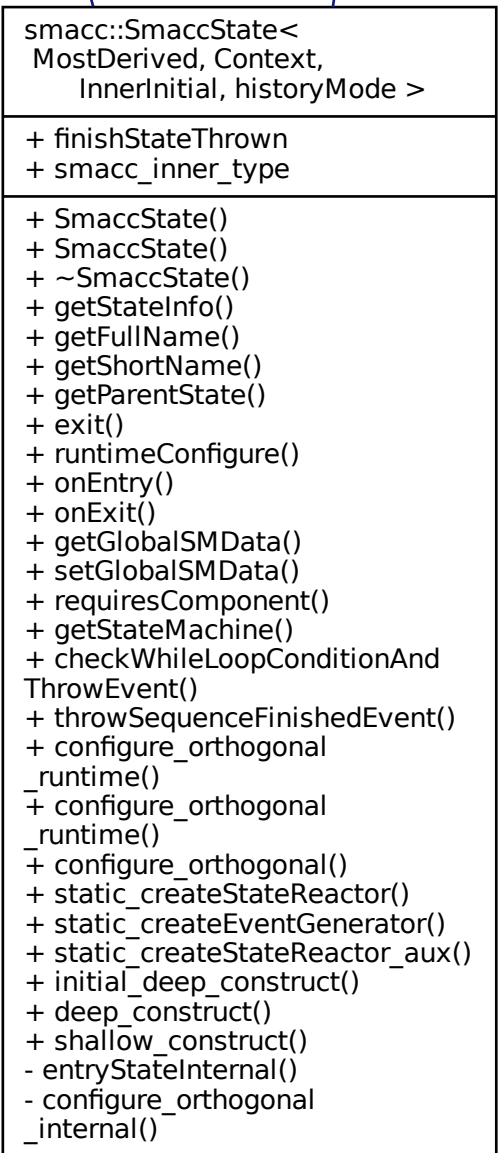 smacc::SmaccState<
MostDerived, Context,
InnerInitial, historyMode >
+ finishStateThrown
+ smacc_inner_type
+ SmaccState()
+ SmaccState()
+ ~SmaccState()
+ getStateInfo()
+ getFullName()
+ getShortName()
+ getParentState()
+ exit()
+ runtimeConfigure()
+ onEntry()
+ onExit()
+ getGlobalSMData()
+ setGlobalSMData()
+ requiresComponent()
+ getStateMachine()
+ checkWhileLoopConditionAnd
ThrowEvent()
+ throwSequenceFinishedEvent()
+ configure_orthogonal
_runtime()
+ configure_orthogonal
_runtime()
+ configure_orthogonal()
+ static_createStateReactor()
+ static_createEventGenerator()
+ static_createStateReactor_aux()
+ initial_deep_construct()
+ deep_construct()
+ shallow_construct()
- entryStateInternal()
- configure_orthogonal
_internal()